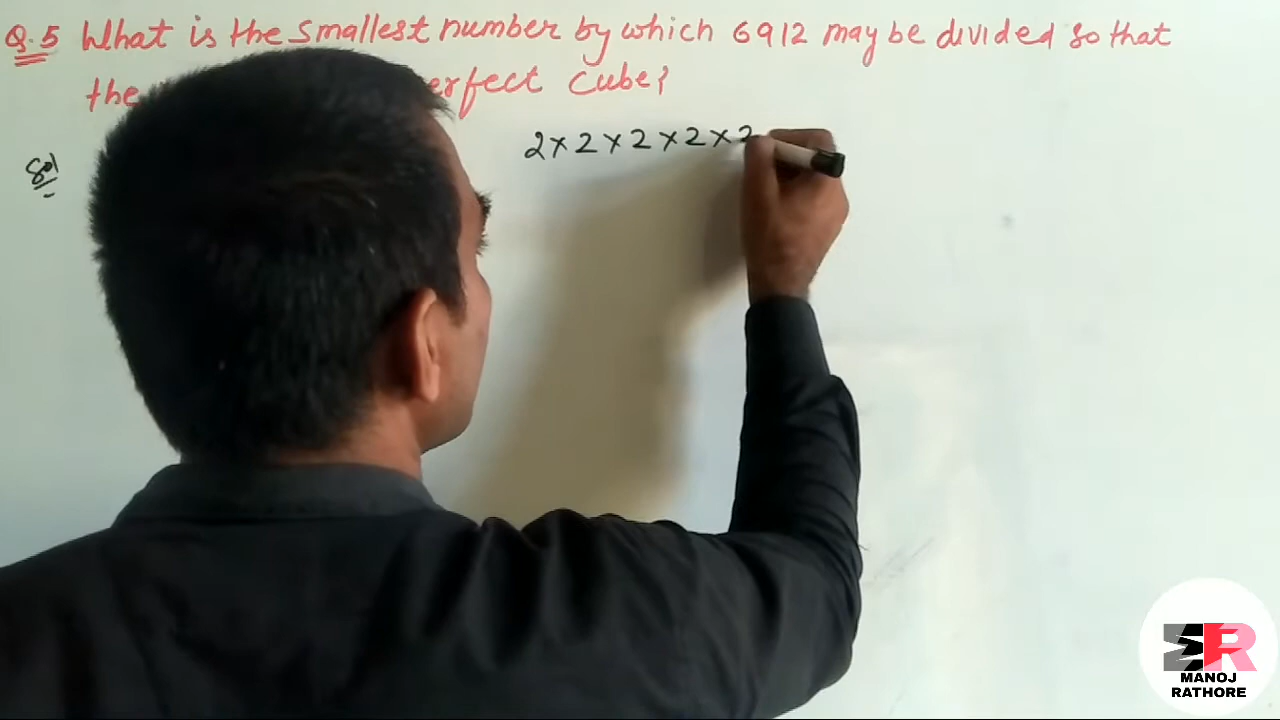 Q.5 What is the smallest number by which 6912 may be divided so that
the erfect cube?
Sol
2×2×2×2×2
MANOJ
RATHORE